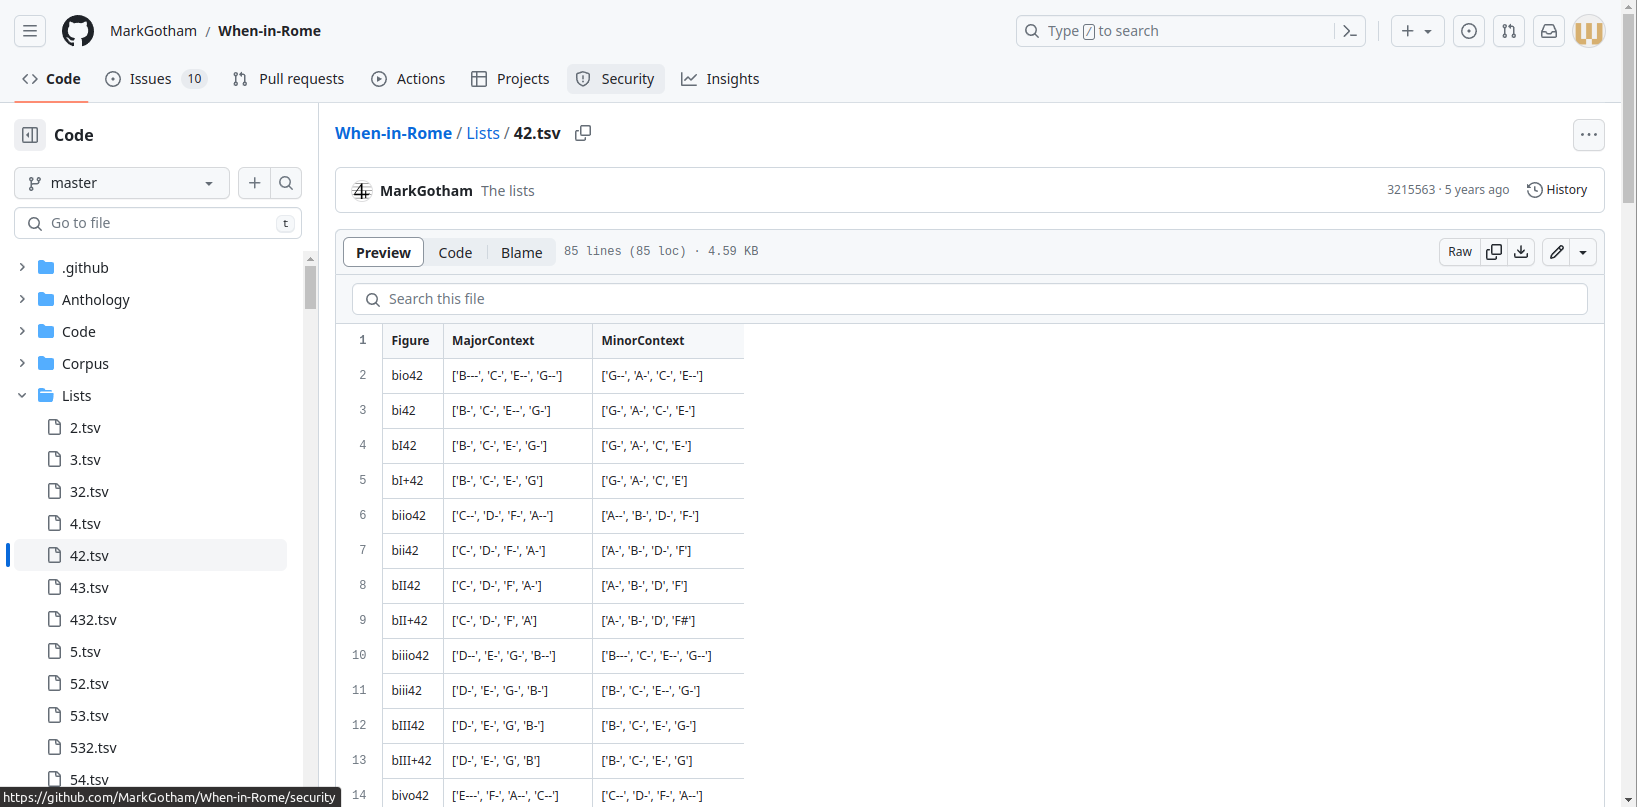 MarkGotham / When-in-Rome
Type / to search
Code
Issues 10
Pull requests
Actions
Projects
Security
Insights
Code
master
Go to file t
.github
Anthology
Code
Corpus
Lists
2.tsv
3.tsv
32.tsv
4.tsv
42.tsv
43.tsv
432.tsv
5.tsv
52.tsv
53.tsv
532.tsv
54.tsv
https://github.com/MarkGotham/When-in-Rome/security
When-in-Rome / Lists / 42.tsv
MarkGotham The lists
3215563 · 5 years ago
History
Preview
Code
Blame
85 lines (85 loc) · 4.59 KB
Raw
Search this file
1 Figure MajorContext MinorContext
2 bio42 ['B---', 'C-', 'E--', 'G--'] ['G--', 'A-', 'C-', 'E--']
3 bi42 ['B-', 'C-', 'E--', 'G-'] ['G-', 'A-', 'C-', 'E-']
4 bI42 ['B-', 'C-', 'E-', 'G-'] ['G-', 'A-', 'C', 'E-']
5 bI+42 ['B-', 'C-', 'E-', 'G'] ['G-', 'A-', 'C', 'E']
6 biio42 ['C--', 'D-', 'F-', 'A--'] ['A--', 'B-', 'D-', 'F-']
7 bii42 ['C-', 'D-', 'F-', 'A-'] ['A-', 'B-', 'D-', 'F']
8 bII42 ['C-', 'D-', 'F', 'A-'] ['A-', 'B-', 'D', 'F']
9 bII+42 ['C-', 'D-', 'F', 'A'] ['A-', 'B-', 'D', 'F#']
10 biiio42 ['D--', 'E-', 'G-', 'B--'] ['B---', 'C-', 'E--', 'G--']
11 biii42 ['D-', 'E-', 'G-', 'B-'] ['B-', 'C-', 'E--', 'G-']
12 bIII42 ['D-', 'E-', 'G', 'B-'] ['B-', 'C-', 'E-', 'G-']
13 bIII+42 ['D-', 'E-', 'G', 'B'] ['B-', 'C-', 'E-', 'G']
14 bivo42 ['E---', 'F-', 'A--', 'C--'] ['C--', 'D-', 'F-', 'A--']